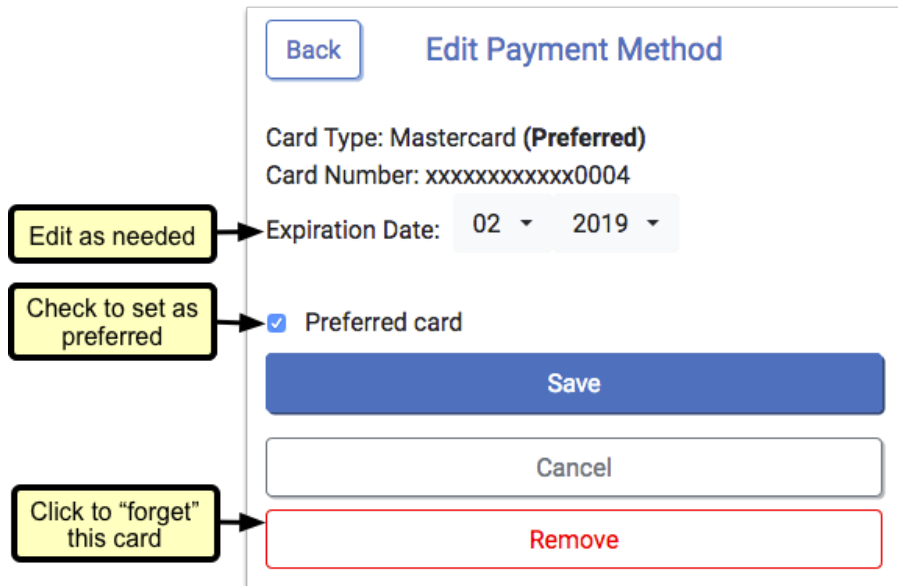 Back
Edit Payment Method
Card Type: Mastercard (Preferred)
Card Number: xxxxxxxxxxxx0004
Edit as needed
Expiration Date: 02 2019
Check to set as
preferred
Preferred card
Save
Cancel
Click to “forget”
this card
Remove